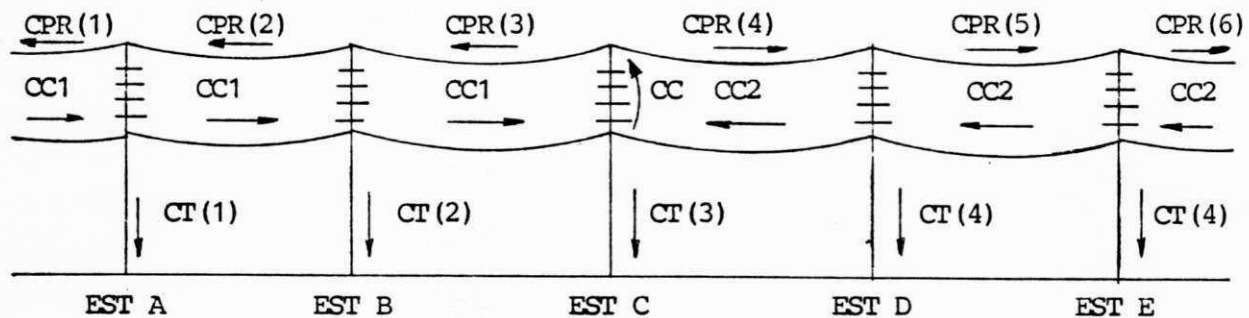 CPR(1) CPR(2) CPR(3) CPR(4) CPR(5) CPR(6)
CC1 CC1 CC1 CC CC2 CC2 CC2
CT(1) CT(2) CT(3) CT(4) CT(4)
EST A EST B EST C EST D EST E